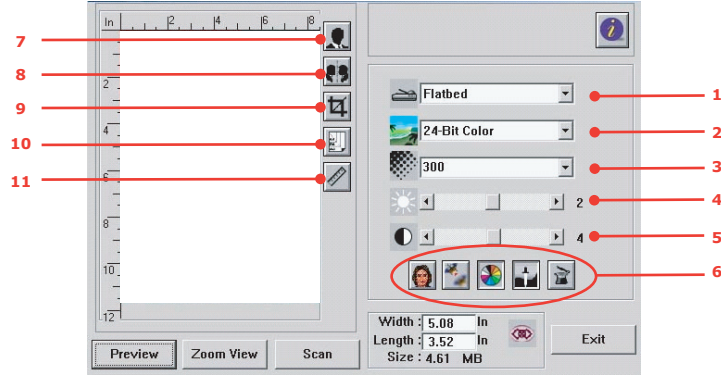 In 2 4 6 8
2
4
6
8
10
12
7
8
9
10
11
Flatbed
24-Bit Color
300
2
4
1
2
3
4
5
6
Width : 5.08 In
Length : 3.52 In
Size : 4.61 MB
Preview Zoom View Scan Exit